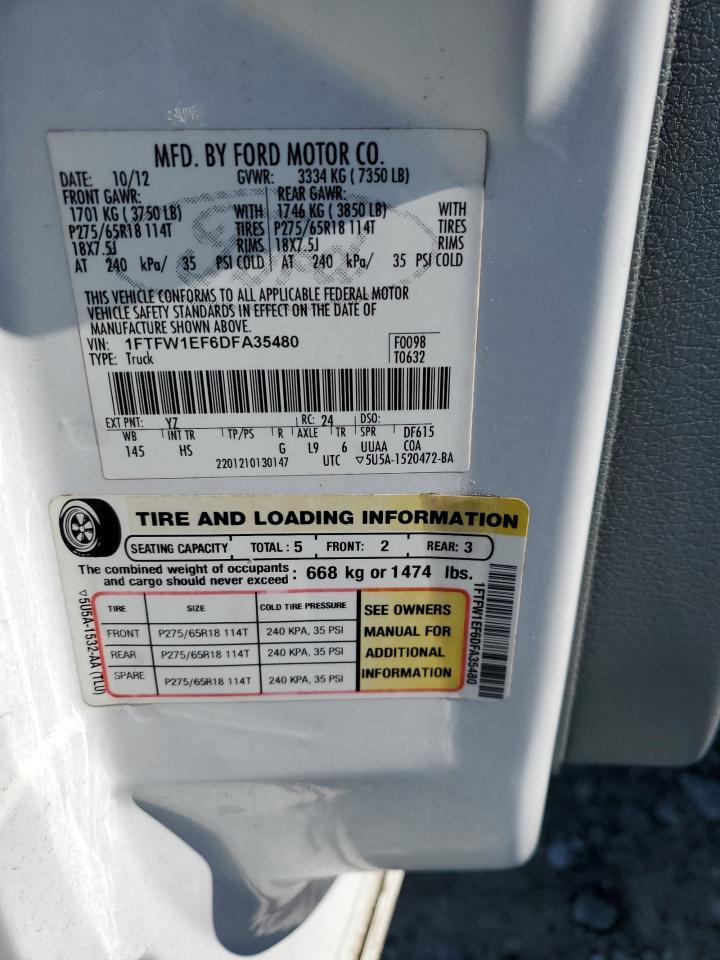 MFD. BY FORD MOTOR CO.
DATE: 10/12 GVWR: 3334 KG ( 7350 LB)
FRONT GAWR: REAR GAWR:
1701 KG ( 3750 LB) WITH 1746 KG ( 3850 LB) WITH
P275/65R18 114T TIRES P275/65R18 114T TIRES
18X7.5J RIMS 18X7.5J RIMS
AT 240 kPa/ 35 PSI COLD AT 240 kPa/ 35 PSI COLD
Ford
THIS VEHICLE CONFORMS TO ALL APPLICABLE FEDERAL MOTOR
VEHICLE SAFETY STANDARDS IN EFFECT ON THE DATE OF
MANUFACTURE SHOWN ABOVE.
VIN: 1FTFW1EF6DFA35480 F0098
TYPE: Truck T0632
EXT PNT: YZ RC: 24 DSO:
WB INT TR TP/PS R AXLE TR SPR DF615
145 HS G L9 6 UUAA COA
2201210130147 UTC ▽5U5A-1520472-BA
TIRE AND LOADING INFORMATION
SEATING CAPACITY TOTAL : 5 FRONT: 2 REAR: 3
The combined weight of occupants and cargo should never exceed : 668 kg or 1474 lbs.
TIRE SIZE COLD TIRE PRESSURE
FRONT P275/65R18 114T 240 KPA, 35 PSI
REAR P275/65R18 114T 240 KPA, 35 PSI
SPARE P275/65R18 114T 240 KPA, 35 PSI
SEE OWNERS
MANUAL FOR
ADDITIONAL
INFORMATION
▽5U5A-1532-AA (TLU)
1FTFW1EF6DFA35480